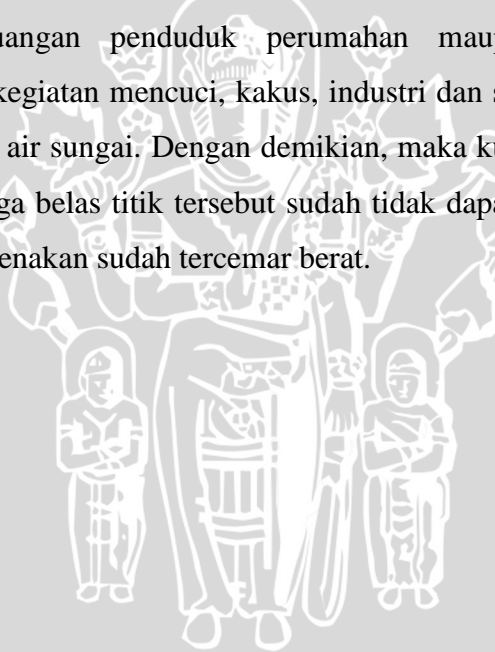 uangan penduduk perumahan mau
kegiatan mencuci, kakus, industri dan s
air sungai. Dengan demikian, maka ku
ga belas titik tersebut sudah tidak dapa
enakan sudah tercemar berat.